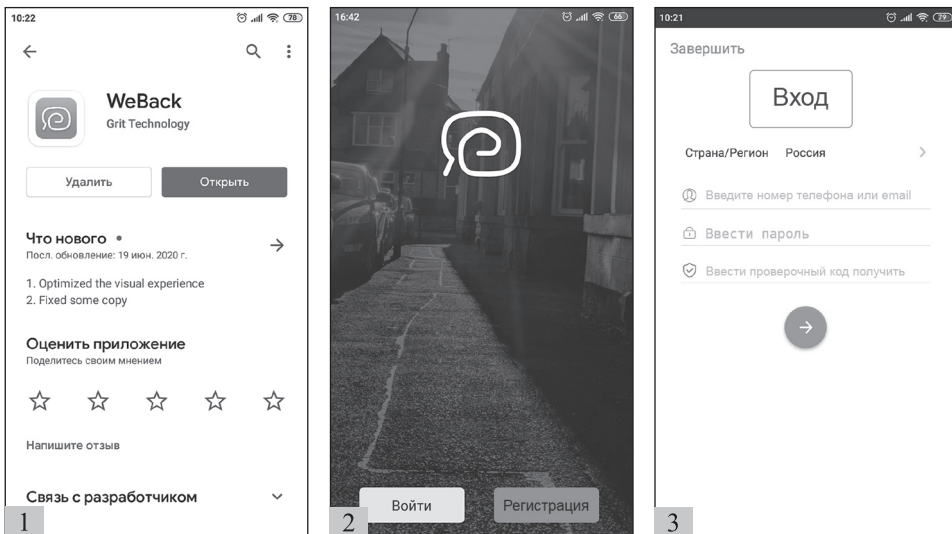 10:22
78
WeBack
Grit Technology
Удалить
Открыть
Что нового •
Посл. обновление: 19 июн. 2020 г.
1. Optimized the visual experience
2. Fixed some copy
Оценить приложение
Поделитесь своим мнением
Напишите отзыв
Связь с разработчиком
1
16:42
66
Войти
Регистрация
2
10:21
79
Завершить
Вход
Страна/Регион Россия
Введите номер телефона или email
Ввести пароль
Ввести проверочный код получить
3